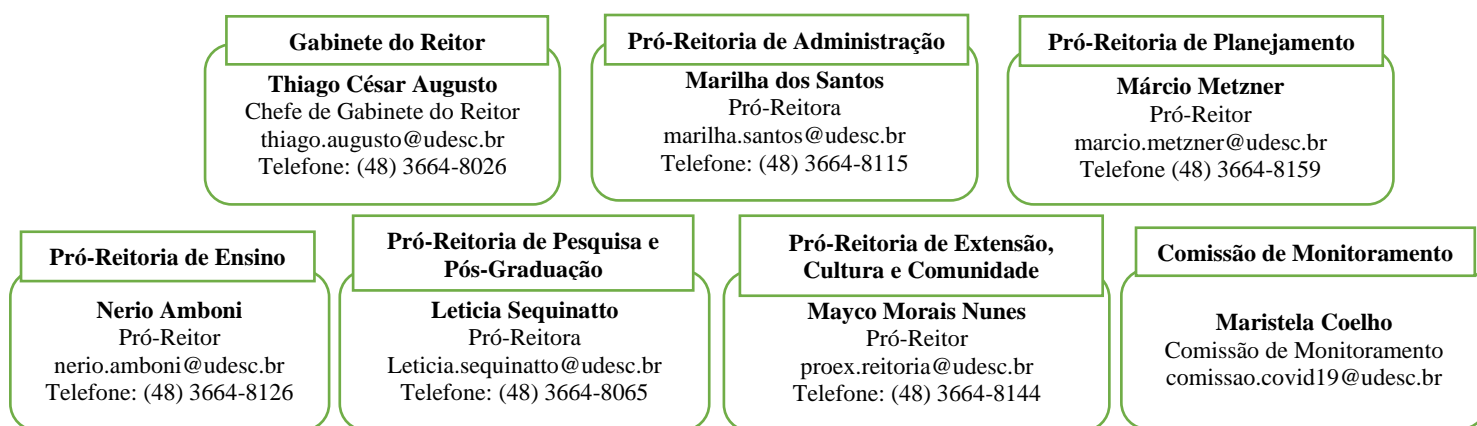 Gabinete do Reitor
Thiago César Augusto
Chefe de Gabinete do Reitor
thiago.augusto@udesc.br
Telefone: (48) 3664-8026
Pró-Reitoria de Administração
Marilha dos Santos
Pró-Reitora
marilha.santos@udesc.br
Telefone: (48) 3664-8115
Pró-Reitoria de Planejamento
Márcio Metzner
Pró-Reitor
marcio.metzner@udesc.br
Telefone (48) 3664-8159
Pró-Reitoria de Ensino
Nerio Amboni
Pró-Reitor
nerio.amboni@udesc.br
Telefone: (48) 3664-8126
Pró-Reitoria de Pesquisa e
Pós-Graduação
Leticia Sequinatto
Pró-Reitora
Leticia.sequinatto@udesc.br
Telefone: (48) 3664-8065
Pró-Reitoria de Extensão,
Cultura e Comunidade
Mayco Morais Nunes
Pró-Reitor
proex.reitoria@udesc.br
Telefone: (48) 3664-8144
Comissão de Monitoramento
Maristela Coelho
Comissão de Monitoramento
comissao.covid19@udesc.br